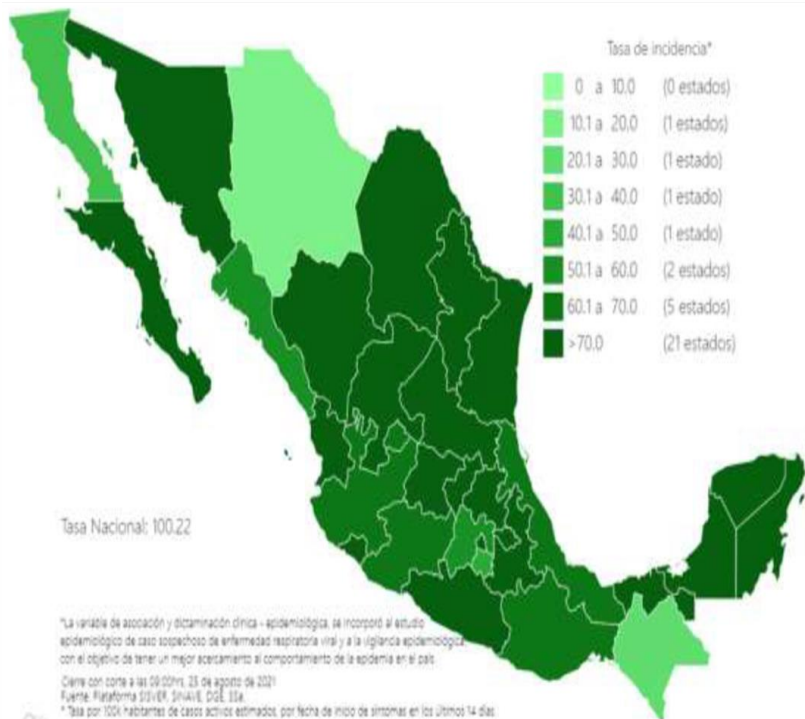 Tasa de incidencia*
0 a 10.0 (0 estados)
10.1 a 20.0 (1 estados)
20.1 a 30.0 (1 estado)
30.1 a 40.0 (1 estado)
40.1 a 50.0 (1 estado)
50.1 a 60.0 (2 estados)
60.1 a 70.0 (5 estados)
>70.0 (21 estados)
Tasa Nacional: 100.22
*La variable de asociación y dictaminación clínica - epidemiológica, se incorporó al estudio
epidemiológico de caso sospechoso de enfermedad respiratoria viral y a la vigilancia epidemiológica,
con el objetivo de tener un mejor acercamiento al comportamiento de la epidemia en el país
Cierre con corte a las 09:00hrs, 25 de agosto de 2021
Fuente: Plataforma SISVER, SINAVE, DGE, SSa.
* Tasa por 100k habitantes de casos activos estimados, por fecha de inicio de síntomas en los últimos 14 días